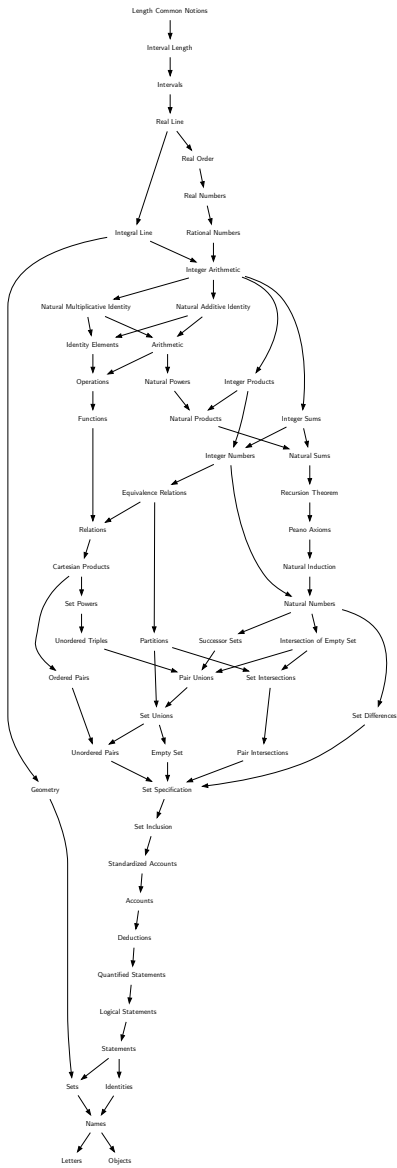 Length Common Notions
Interval Length
Intervals
Real Line
Real Order
Real Numbers
Integral Line
Rational Numbers
Integer Arithmetic
Natural Multiplicative Identity
Natural Additive Identity
Identity Elements
Arithmetic
Operations
Natural Powers
Integer Products
Functions
Natural Products
Integer Sums
Integer Numbers
Natural Sums
Equivalence Relations
Recursion Theorem
Relations
Peano Axioms
Cartesian Products
Natural Induction
Set Powers
Natural Numbers
Unordered Triples
Partitions
Successor Sets
Intersection of Empty Set
Ordered Pairs
Pair Unions
Set Intersections
Set Unions
Set Differences
Unordered Pairs
Empty Set
Pair Intersections
Geometry
Set Specification
Set Inclusion
Standardized Accounts
Accounts
Deductions
Quantified Statements
Logical Statements
Statements
Sets
Identities
Names
Letters
Objects